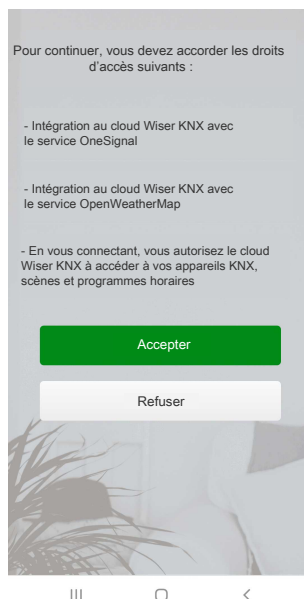 Pour continuer, vous devez accorder les droits
d'accès suivants :
- Intégration au cloud Wiser KNX avec
le service OneSignal
- Intégration au cloud Wiser KNX avec
le service OpenWeatherMap
- En vous connectant, vous autorisez le cloud
Wiser KNX à accéder à vos appareils KNX,
scènes et programmes horaires
Accepter
Refuser